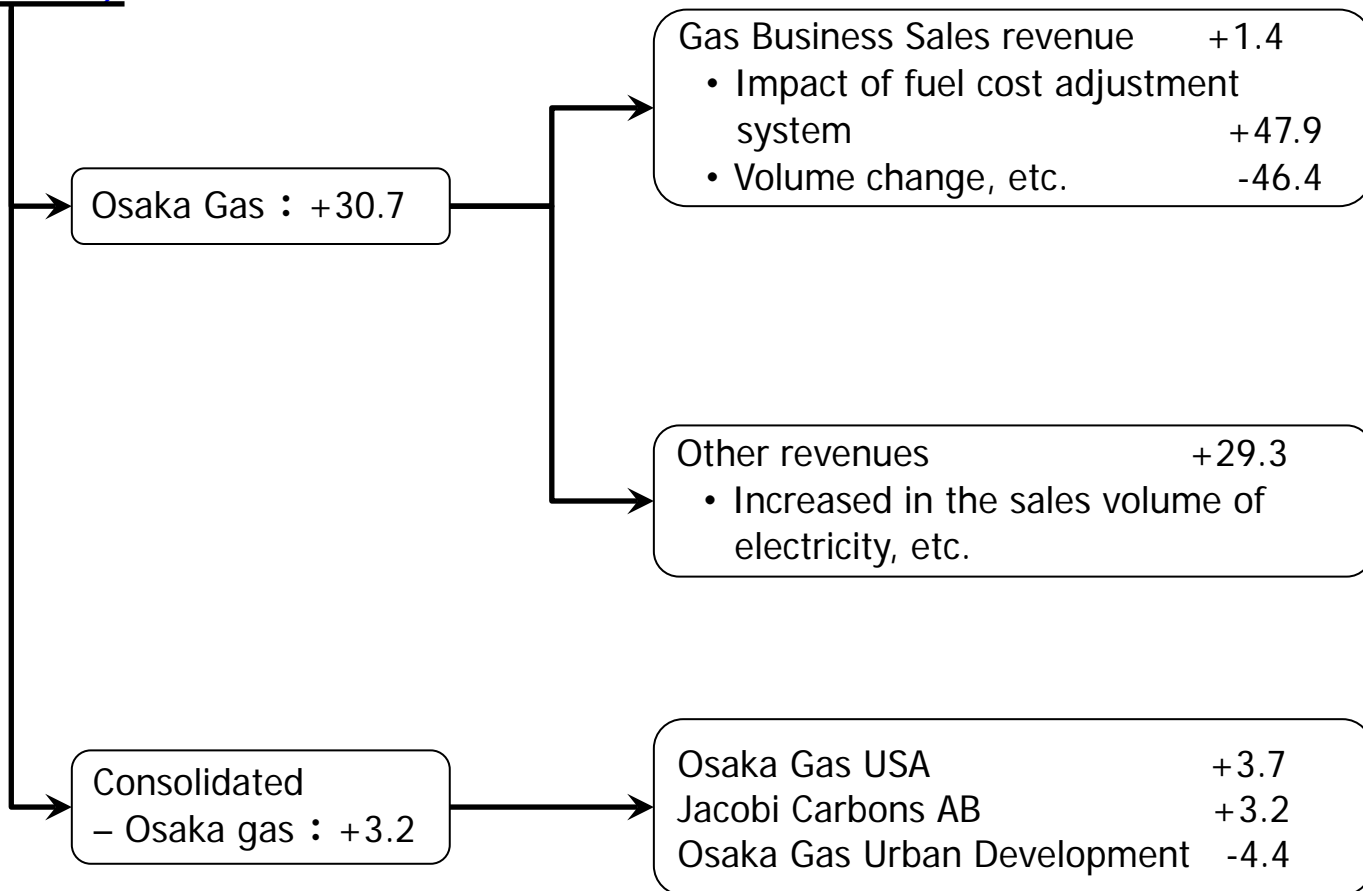 Gas Business Sales revenue +1.4
• Impact of fuel cost adjustment
system +47.9
• Volume change, etc. -46.4
Osaka Gas : +30.7
Other revenues +29.3
• Increased in the sales volume of
electricity, etc.
Consolidated
– Osaka gas : +3.2
Osaka Gas USA +3.7
Jacobi Carbons AB +3.2
Osaka Gas Urban Development -4.4